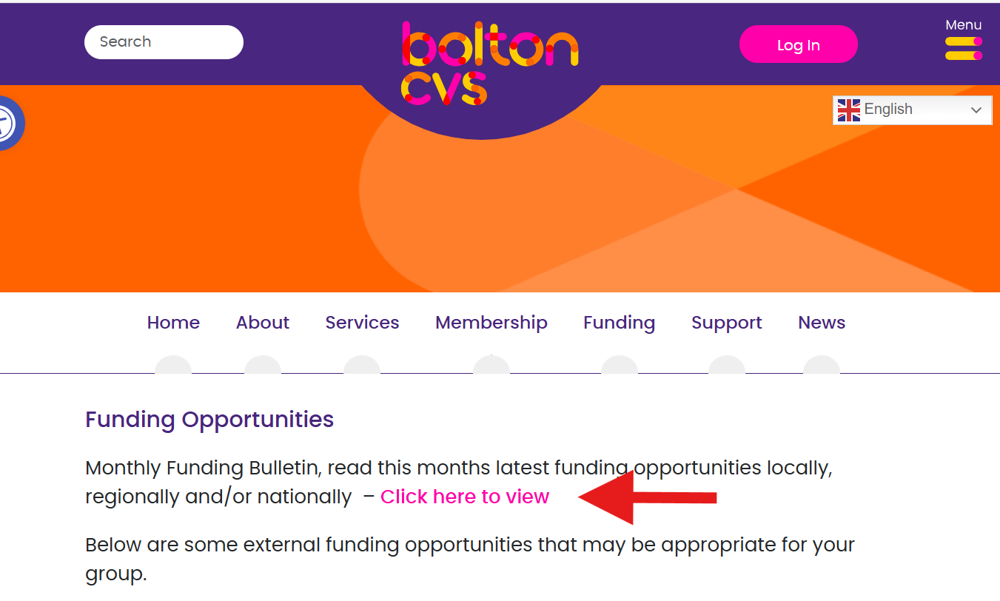 Search
bolton
cvs
Log In
Menu
English
Home About Services Membership Funding Support News
Funding Opportunities
Monthly Funding Bulletin, read this months latest funding opportunities locally,
regionally and/or nationally – Click here to view
Below are some external funding opportunities that may be appropriate for your
group.